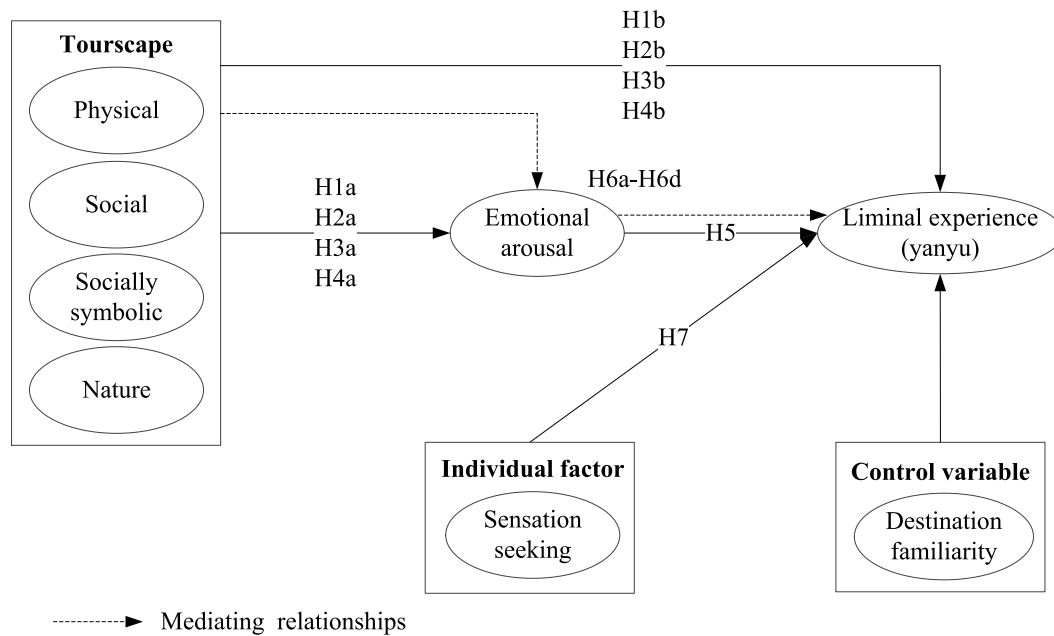 Tourscape
Physical
Social
Socially
symbolic
Nature
H1a
H2a
H3a
H4a
H1b
H2b
H3b
H4b
Emotional
arousal
H6a-H6d
H5
Liminal experience
(yanyu)
H7
Individual factor
Sensation
seeking
Control variable
Destination
familiarity
Mediating relationships